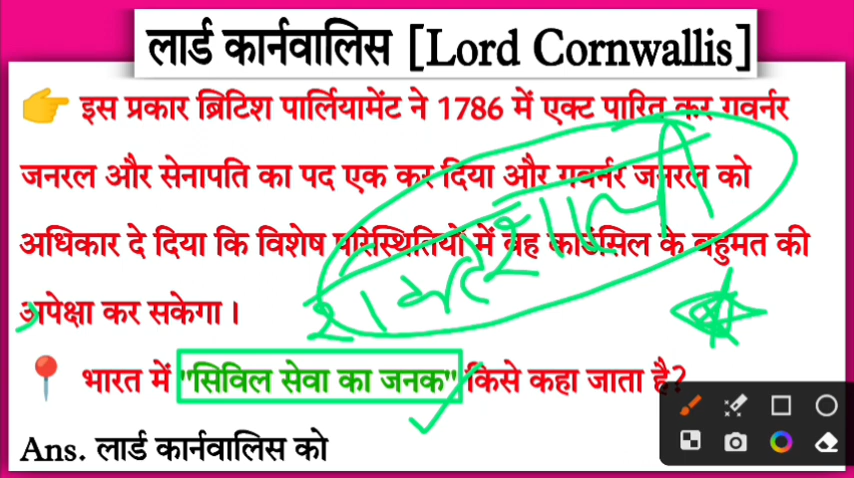 लार्ड कार्नवालिस [Lord Cornwallis]
इस प्रकार ब्रिटिश पार्लियामेंट ने 1786 में एक्ट पारित कर गवर्नर
जनरल और सेनापति का पद एक कर दिया और गवर्नर जनरल को
अधिकार दे दिया कि विशेष परिस्थितियों में वह काउंसिल के बहुमत की
अपेक्षा कर सकेगा।
भारत में "सिविल सेवा का जनक" किसे कहा जाता है?
Ans. लार्ड कार्नवालिस को